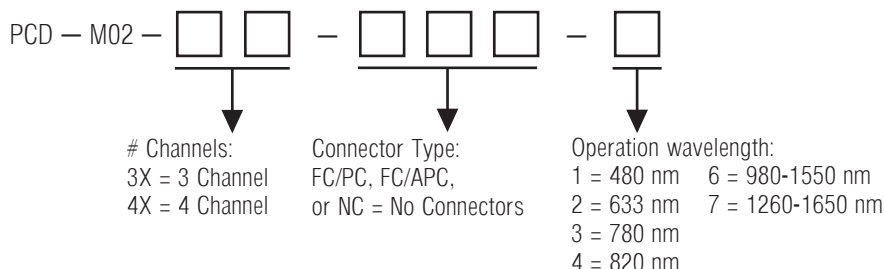 PCD — M02 — □□ – □□□ – □
# Channels:
3X = 3 Channel
4X = 4 Channel
Connector Type:
FC/PC, FC/APC,
or NC = No Connectors
Operation wavelength:
1 = 480 nm 6 = 980-1550 nm
2 = 633 nm 7 = 1260-1650 nm
3 = 780 nm
4 = 820 nm